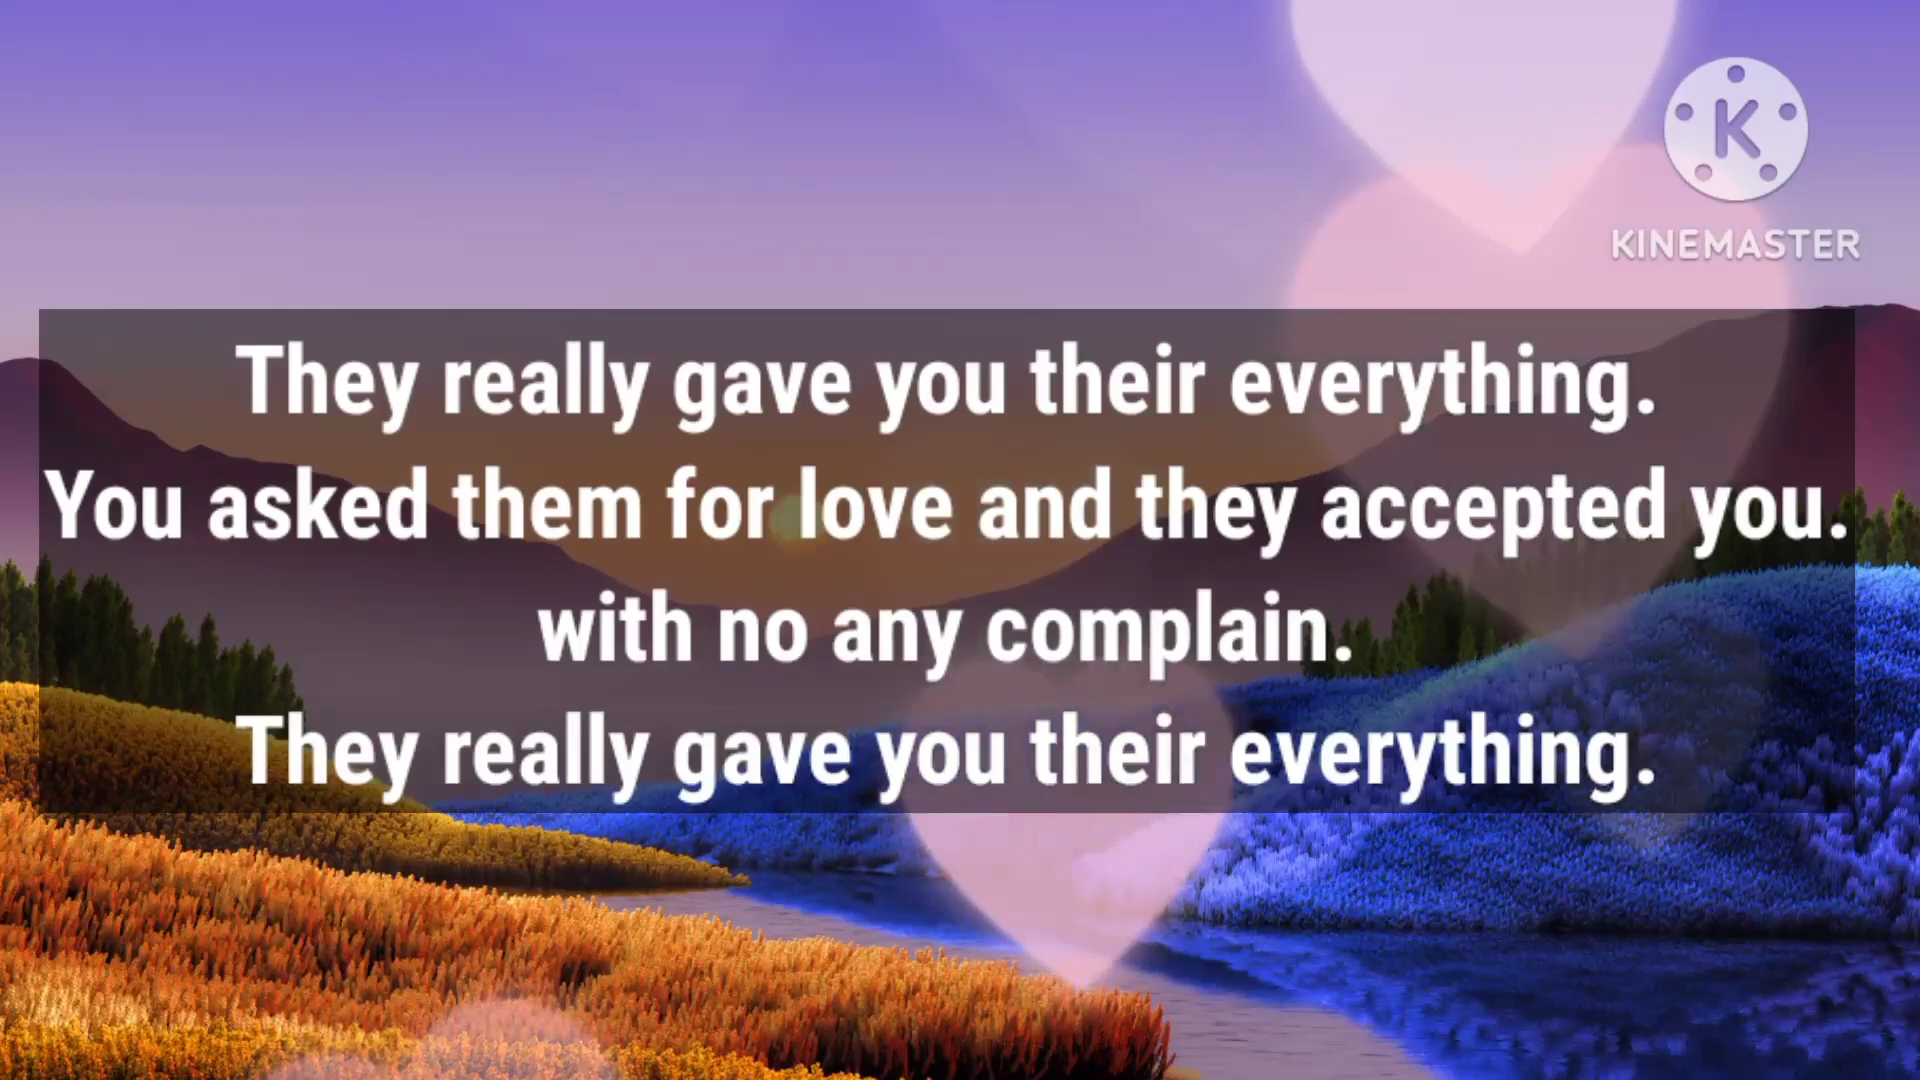 K
KINEMASTER
They really gave you their everything.
You asked them for love and they accepted you.
with no any complain.
They really gave you their everything.